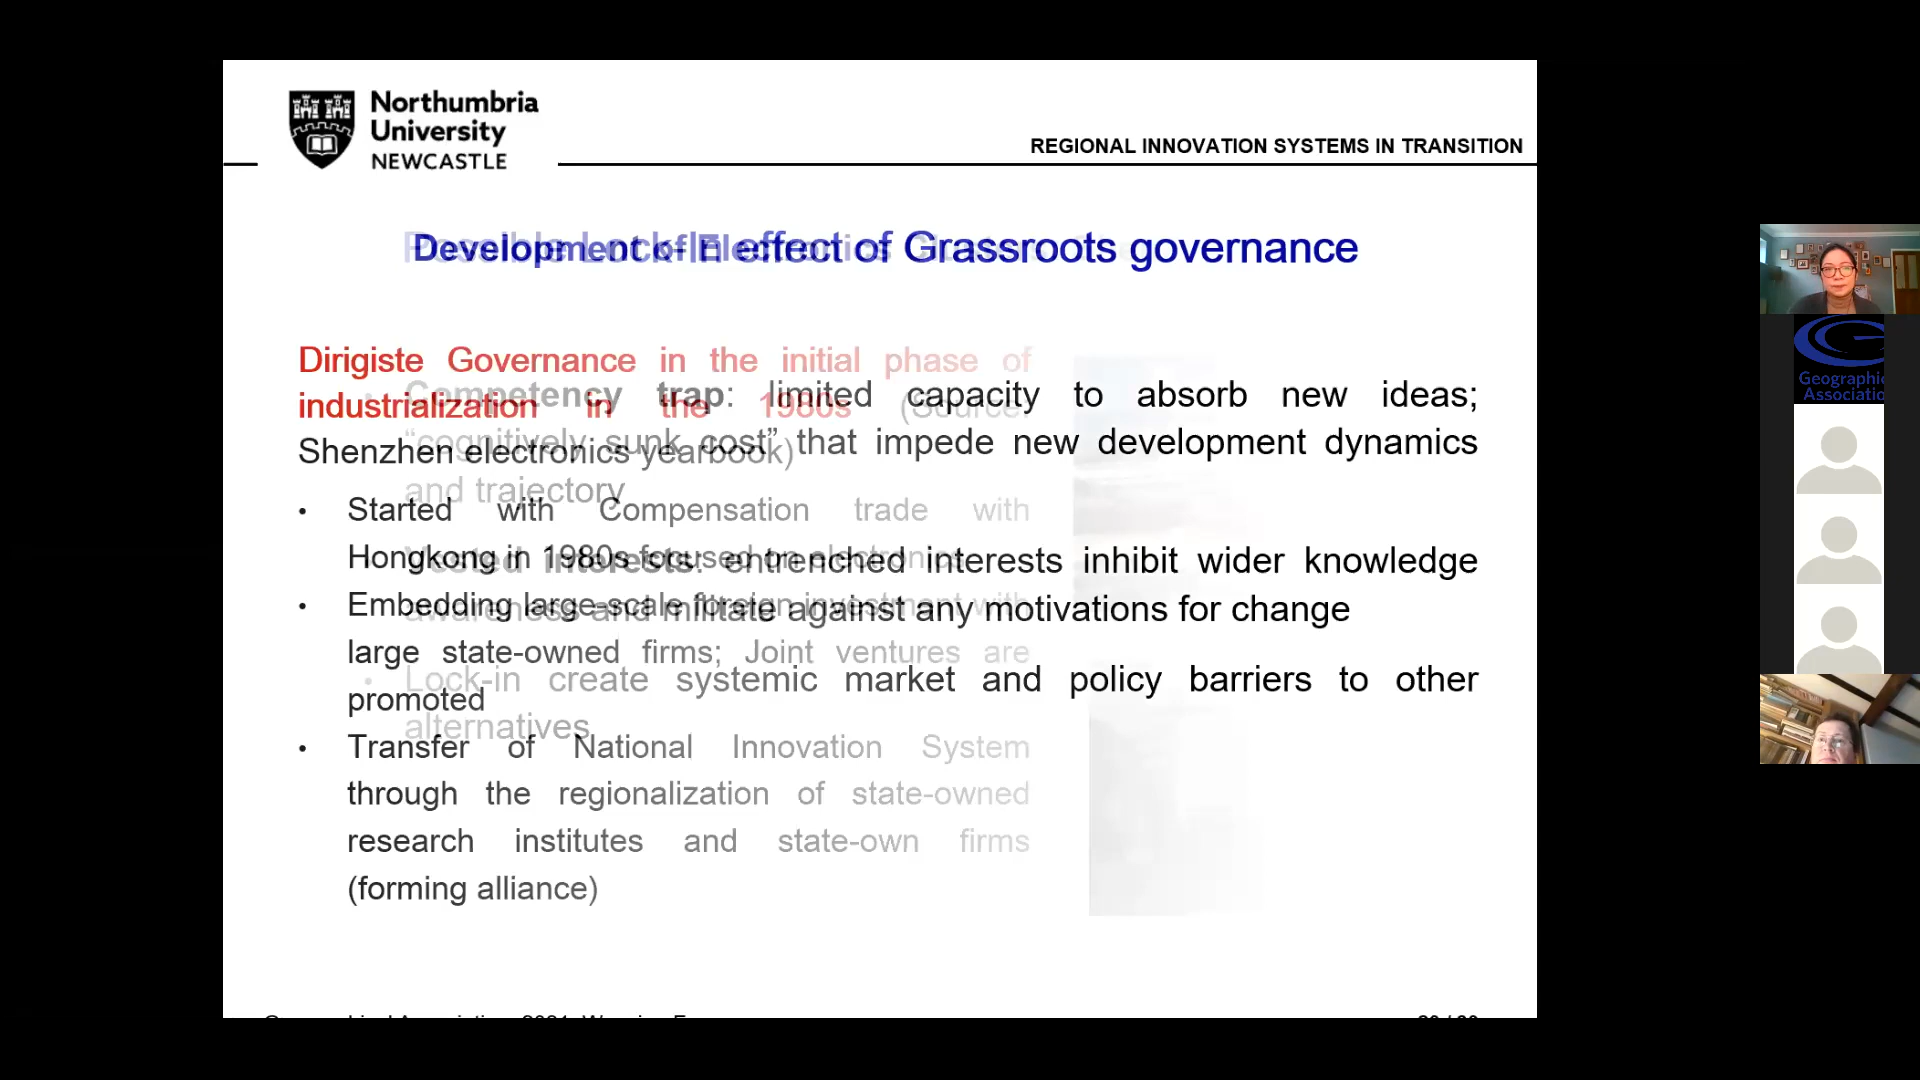 Northumbria
University
NEWCASTLE
REGIONAL INNOVATION SYSTEMS IN TRANSITION
Possible Lock-In effect of Grassroots governance
Development of Electronics
Dirigiste Governance in the initial phase of
industrialization in the 1980s (Source:
Shenzhen electronics yearbook)
• Started with Compensation trade with
Hongkong in 1980s focused on electronics
• Embedding large-scale foreign investment with
large state-owned firms; Joint ventures are
promoted
• Transfer of National Innovation System
through the regionalization of state-owned
research institutes and state-own firms
(forming alliance)
• Competency trap: limited capacity to absorb new ideas;
“cognitively sunk cost” that impede new development dynamics
and trajectory
Vested interests: entrenched interests inhibit wider knowledge
awareness and militate against any motivations for change
• Lock-in create systemic market and policy barriers to other
alternatives
Geographic
Associatio